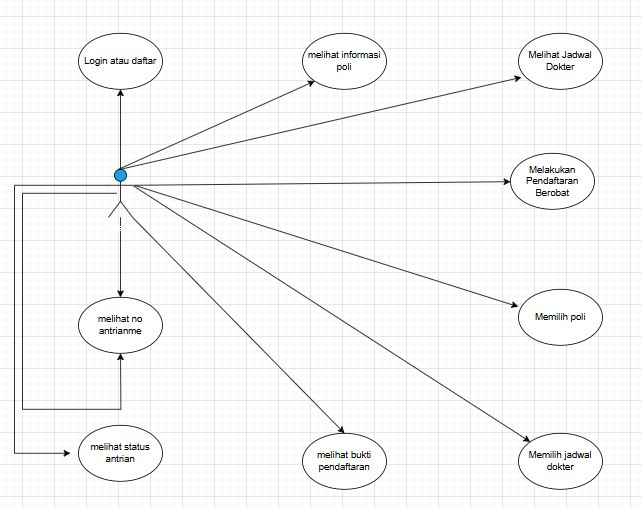 Login atau daftar
melihat informasi
poli
Melihat Jadwal
Dokter
Melakukan
Pendaftaran
Berobat
melihat no
antrianme
Memilih poli
melihat status
antrian
melihat bukti
pendaftaran
Memilih jadwal
dokter